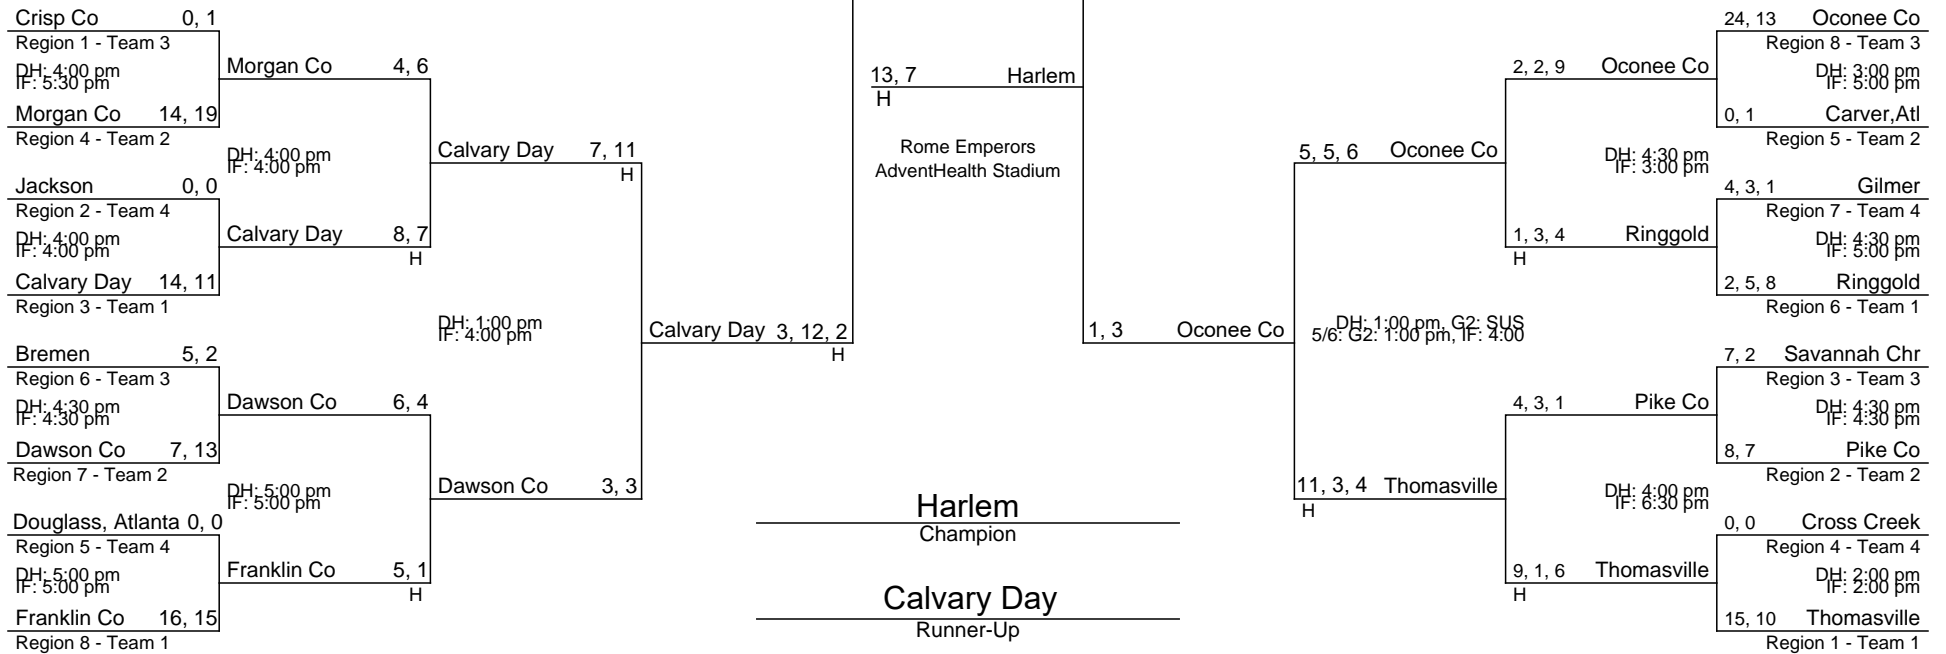 Crisp Co 0, 1
Region 1 - Team 3
DH: 4:00 pm
IF: 5:30 pm
Morgan Co 14, 19
Region 4 - Team 2
Jackson 0, 0
Region 2 - Team 4
DH: 4:00 pm
IF: 4:00 pm
Calvary Day 14, 11
Region 3 - Team 1
Bremen 5, 2
Region 6 - Team 3
DH: 4:30 pm
IF: 4:30 pm
Dawson Co 7, 13
Region 7 - Team 2
Douglass, Atlanta 0, 0
Region 5 - Team 4
DH: 5:00 pm
IF: 5:00 pm
Franklin Co 16, 15
Region 8 - Team 1
Morgan Co 4, 6
DH: 4:00 pm
IF: 4:00 pm
Calvary Day 8, 7
H
Dawson Co 6, 4
DH: 5:00 pm
IF: 5:00 pm
Franklin Co 5, 1
H
Calvary Day 7, 11
H
DH: 1:00 pm
IF: 4:00 pm
Dawson Co 3, 3
Calvary Day 3, 12, 2
H
13, 7 Harlem
H
Rome Emperors
AdventHealth Stadium
Harlem
Champion
Calvary Day
Runner-Up
1, 3 Oconee Co
5, 5, 6 Oconee Co
DH: 1:00 pm, G2: SUS
5/6: G2: 1:00 pm, IF: 4:00
11, 3, 4 Thomasville
H
2, 2, 9 Oconee Co
DH: 4:30 pm
IF: 3:00 pm
1, 3, 4 Ringgold
H
4, 3, 1 Pike Co
DH: 4:00 pm
IF: 6:30 pm
9, 1, 6 Thomasville
H
24, 13 Oconee Co
Region 8 - Team 3
DH: 3:00 pm
IF: 5:00 pm
0, 1 Carver,Atl
Region 5 - Team 2
4, 3, 1 Gilmer
Region 7 - Team 4
DH: 4:30 pm
IF: 5:00 pm
2, 5, 8 Ringgold
Region 6 - Team 1
7, 2 Savannah Chr
Region 3 - Team 3
DH: 4:30 pm
IF: 4:30 pm
8, 7 Pike Co
Region 2 - Team 2
0, 0 Cross Creek
Region 4 - Team 4
DH: 2:00 pm
IF: 2:00 pm
15, 10 Thomasville
Region 1 - Team 1